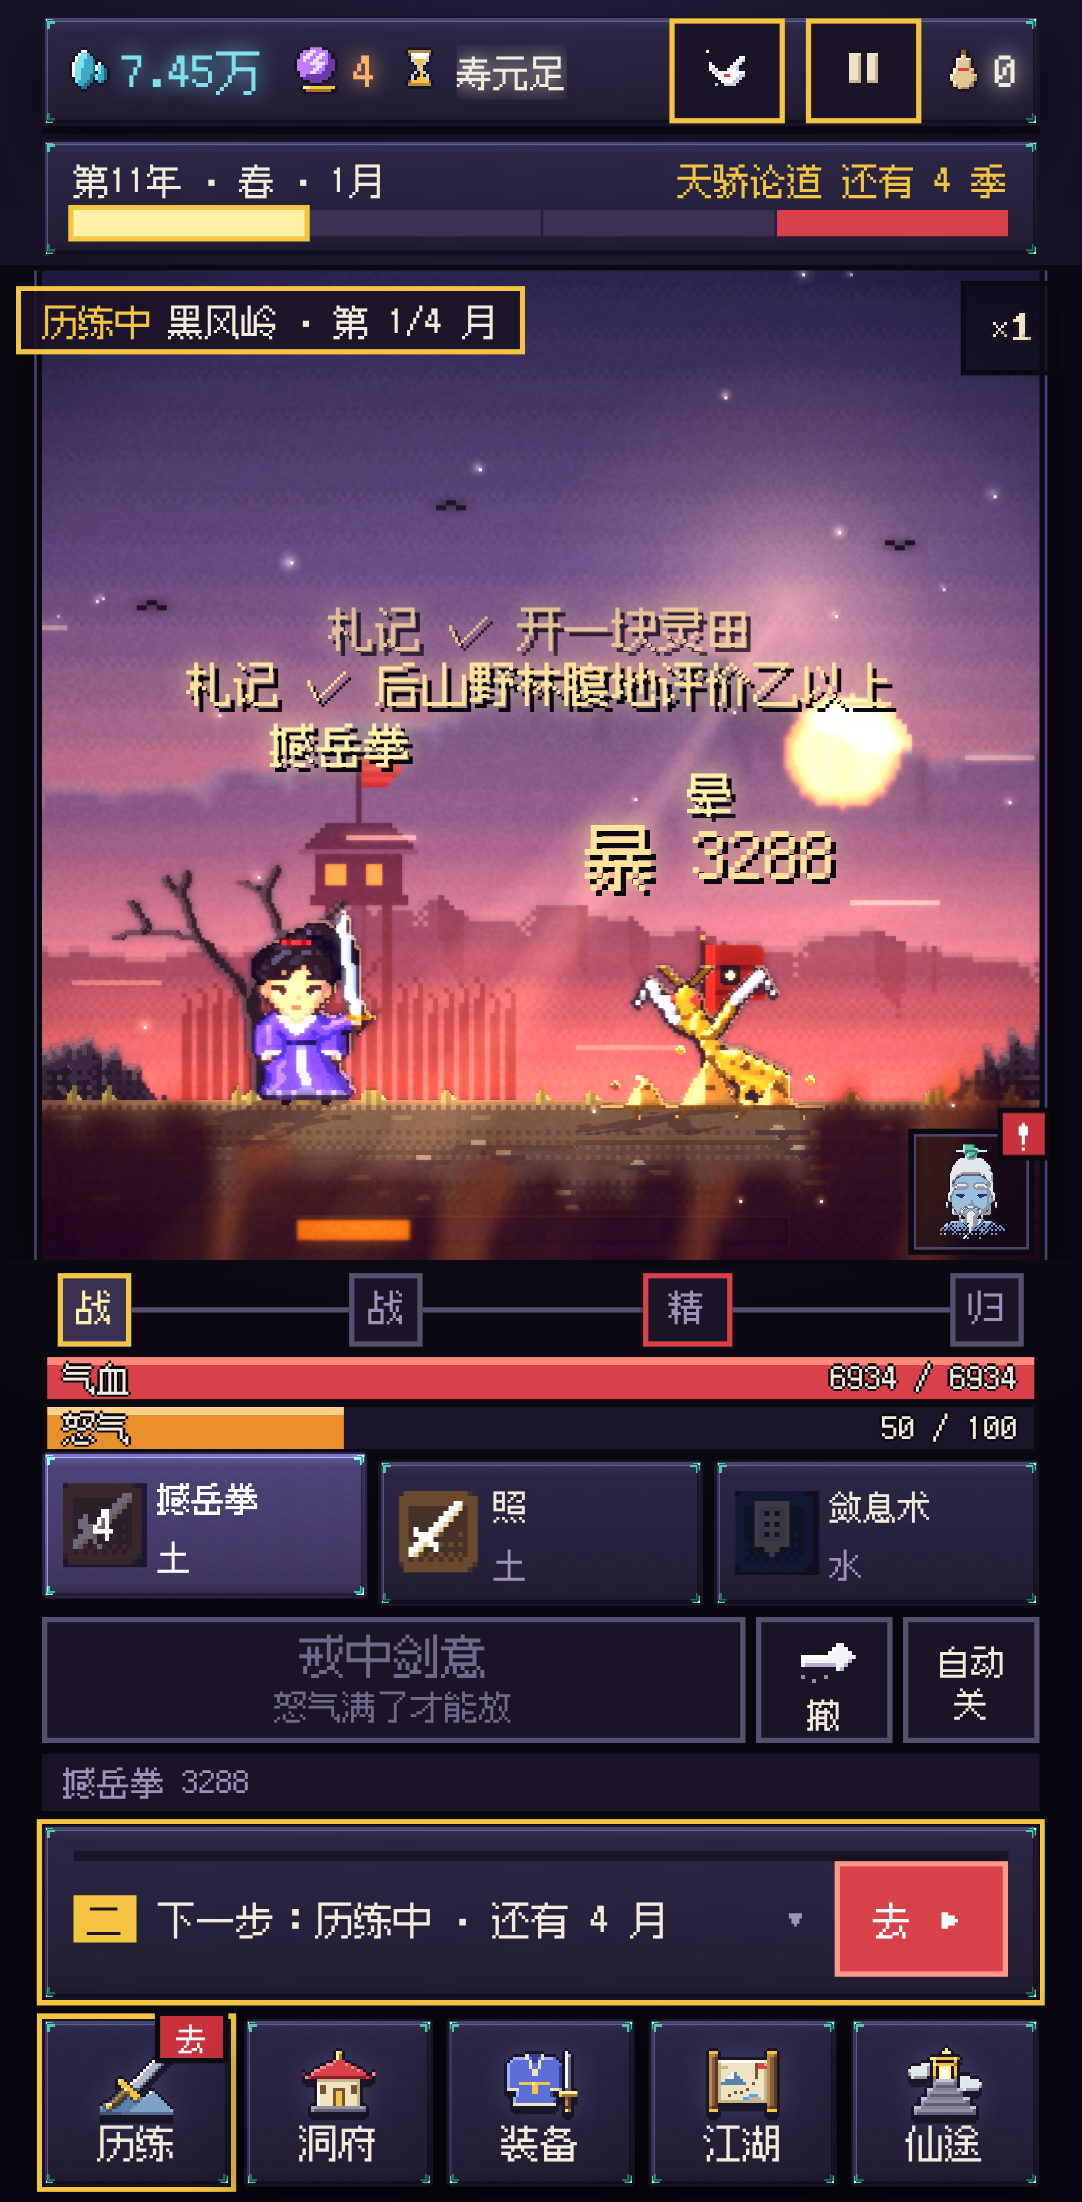 7.45万 4 寿元足 0
第11年 · 春 · 1月 天骄论道 还有 4 季
历练中 黑风岭 · 第 1/4 月
×1
札记 ✓ 开一块灵田
札记 ✓ 后山野林腹地评价乙以上
撼岳拳
晕
暴 3288
!
战 战 精 归
气血 6934 / 6934
怒气 50 / 100
4 撼岳拳 土
照 土
敛息术 水
戒中剑意
怒气满了才能放
撤
自动
关
撼岳拳 3288
二 下一步：历练中 · 还有 4 月 ▼ 去 ▶
去
历练 洞府 装备 江湖 仙途